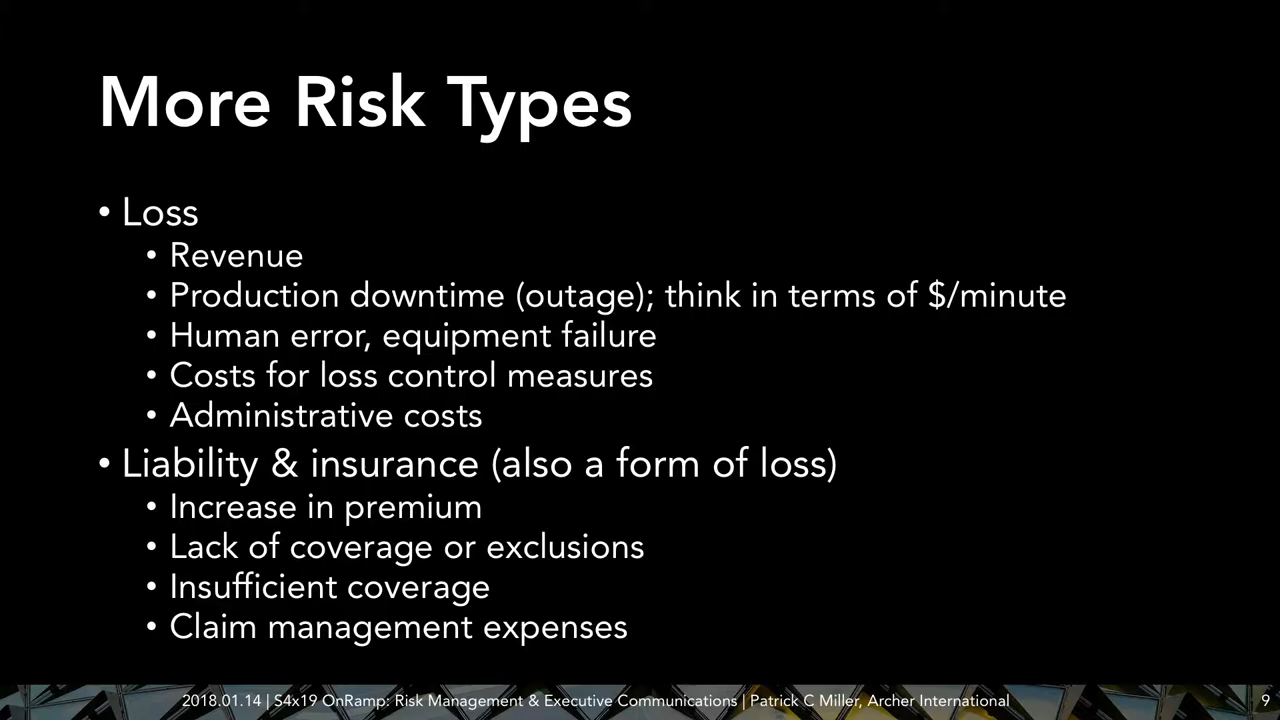 More Risk Types
• Loss
• Revenue
• Production downtime (outage); think in terms of $/minute
• Human error, equipment failure
• Costs for loss control measures
• Administrative costs
• Liability & insurance (also a form of loss)
• Increase in premium
• Lack of coverage or exclusions
• Insufficient coverage
• Claim management expenses
2018.01.14 | S4x19 OnRamp: Risk Management & Executive Communications | Patrick C Miller, Archer International 9